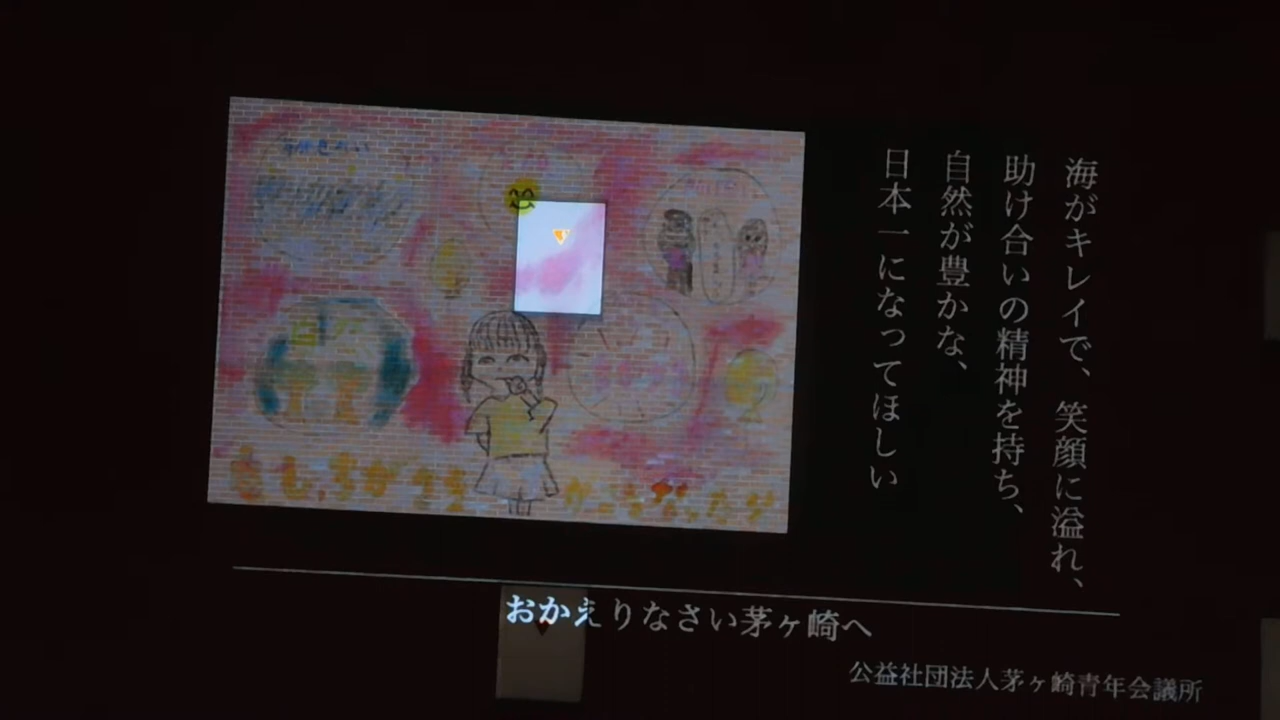 海がキレイで、笑顔に溢れ、
助け合いの精神を持ち、
自然が豊かな、
日本一になってほしい
おかえりなさい茅ヶ崎へ
公益社団法人茅ヶ崎青年会議所